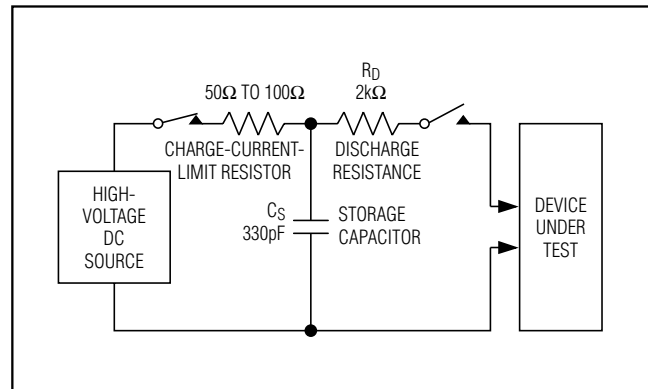 R_D
2kΩ
50Ω TO 100Ω
CHARGE-CURRENT-
LIMIT RESISTOR
DISCHARGE
RESISTANCE
HIGH-
VOLTAGE
DC
SOURCE
C_S
330pF
STORAGE
CAPACITOR
DEVICE
UNDER
TEST